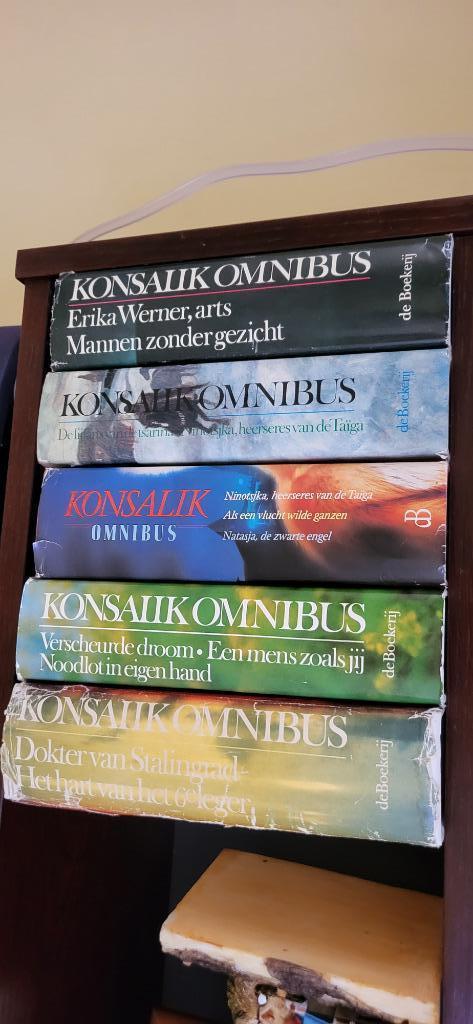 KONSALIK OMNIBUS
Erika Werner, arts
Mannen zonder gezicht
de Boekerij
KONSALIK OMNIBUS
De tsarina Ninotsjka, heerseres van de Taiga
de Boekerij
KONSALIK
OMNIBUS
Ninotsjka, heerseres van de Taiga
Als een vlucht wilde ganzen
Natasja, de zwarte engel
KONSALIK OMNIBUS
Verscheurde droom • Een mens zoals jij
Noodlot in eigen hand
de Boekerij
KONSALIK OMNIBUS
Dokter van Stalingrad
Het hart van het 6e leger
de Boekerij